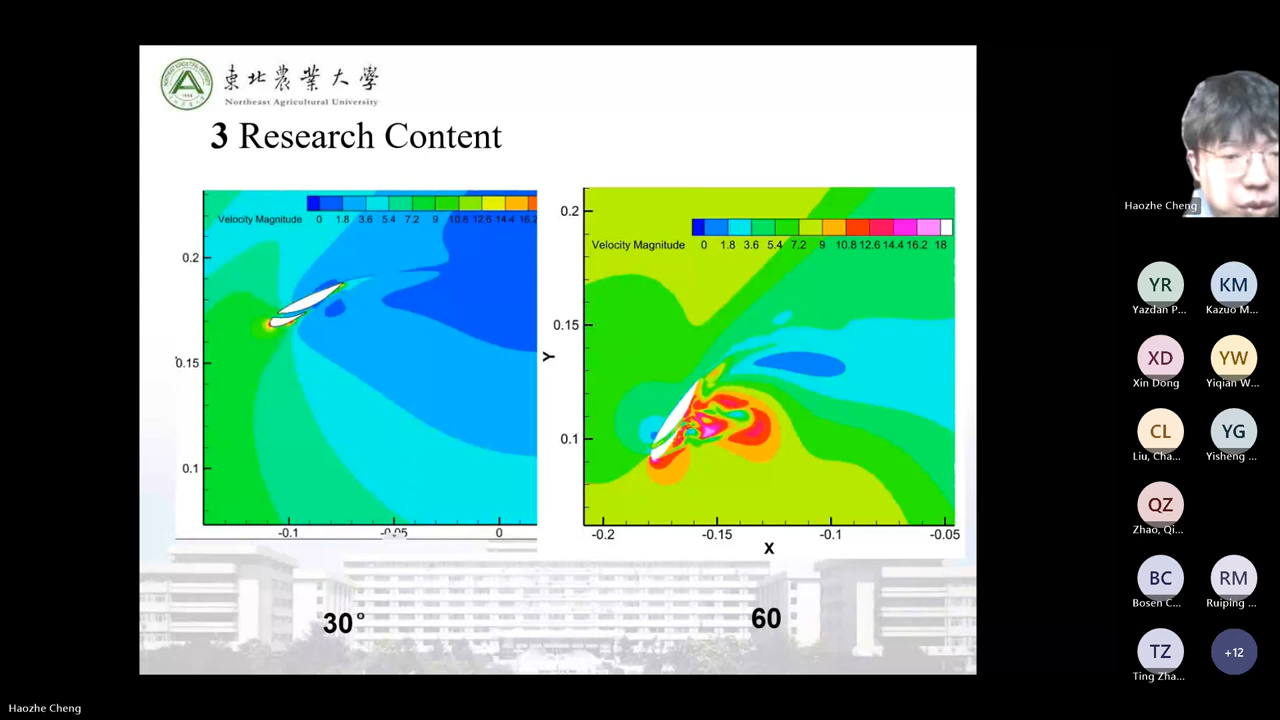 東北農業大學
Northeast Agricultural University
3 Research Content
Velocity Magnitude
0 1.8 3.6 5.4 7.2 9 10.8 12.6 14.4 16.2
0.2
0.15
0.1
-0.1 -0.05 0
Velocity Magnitude
0 1.8 3.6 5.4 7.2 9 10.8 12.6 14.4 16.2 18
0.2
0.15
0.1
Y
-0.2 -0.15 -0.1 -0.05
X
30°
60
Haozhe Cheng
YR
Yazdan P...
KM
Kazuo M...
XD
Xin Dong
YW
Yiqian W...
CL
Liu, Cha...
YG
Yisheng ...
QZ
Zhao, Qi...
BC
Bosen C...
RM
Ruiping ...
TZ
Ting Zha...
+12
Haozhe Cheng